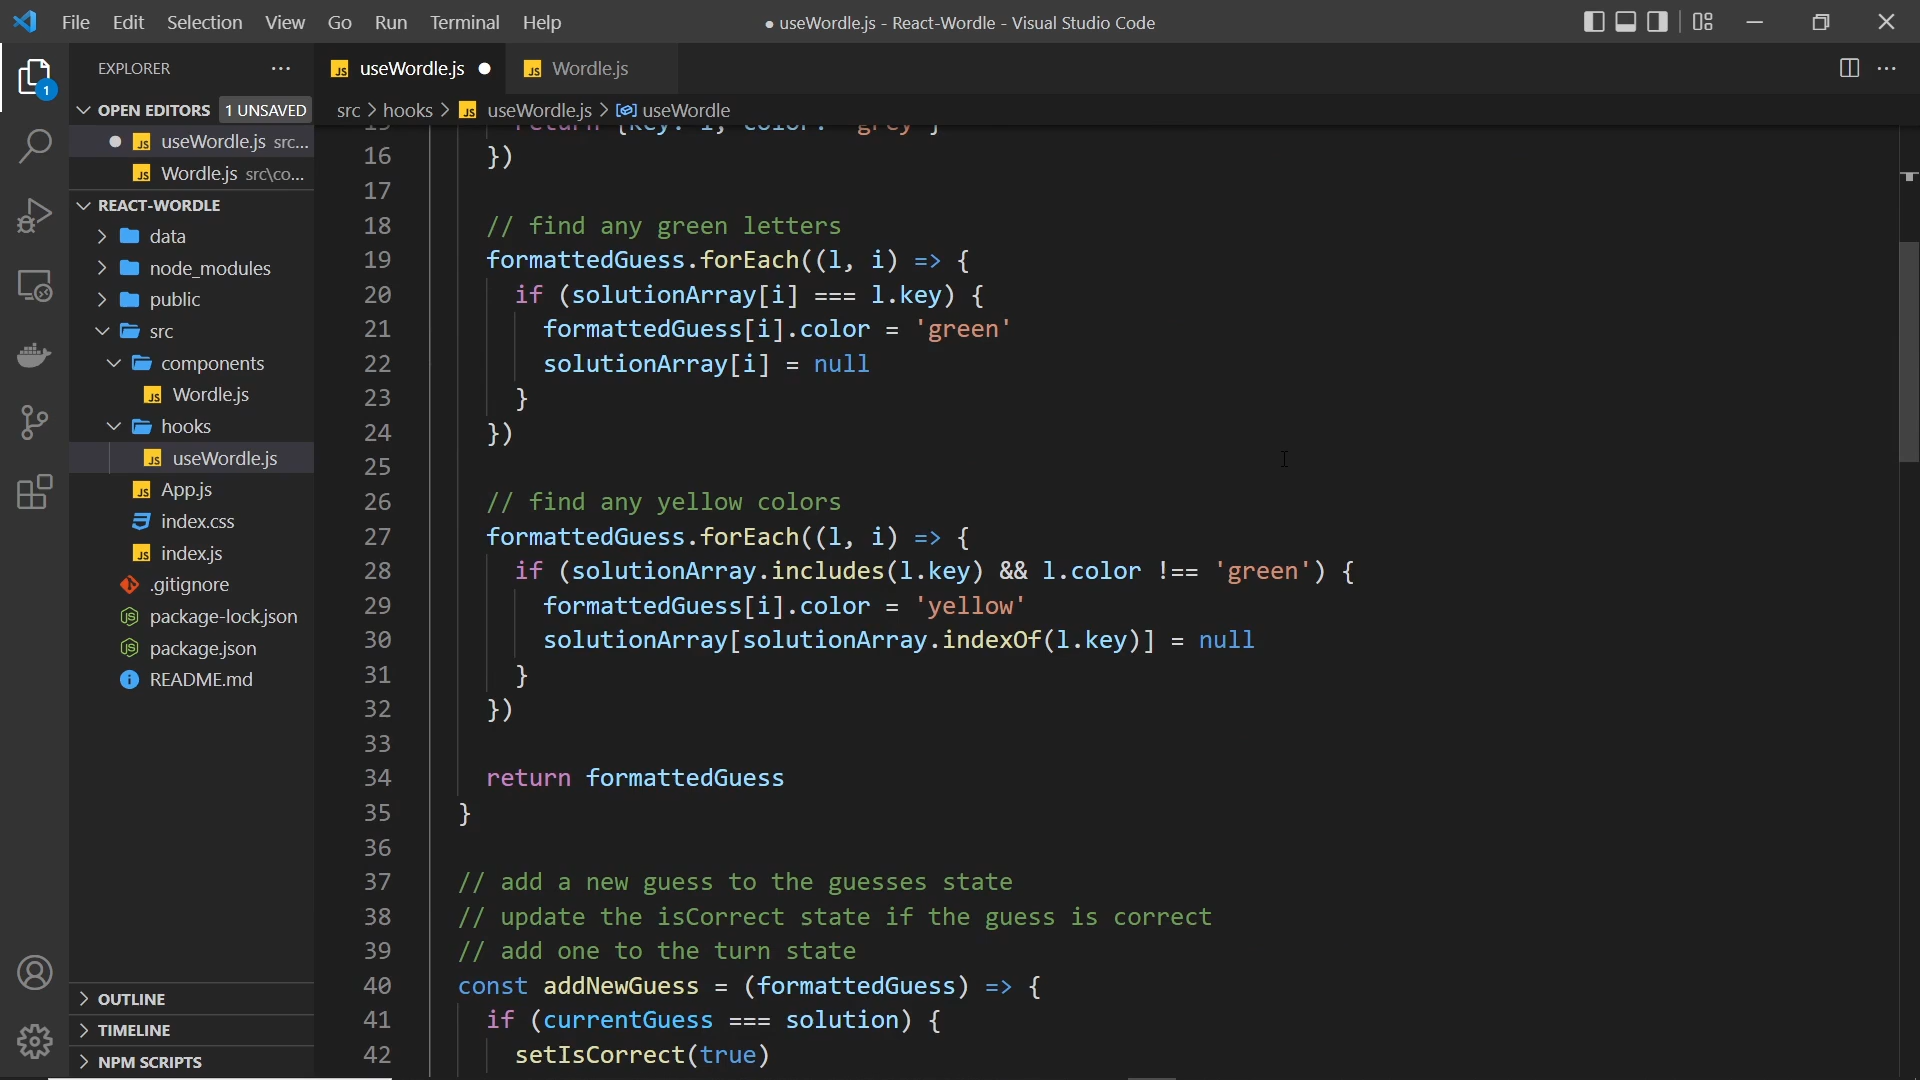 File Edit Selection View Go Run Terminal Help
● useWordle.js - React-Wordle - Visual Studio Code
EXPLORER
useWordle.js
Wordle.js
src > hooks > useWordle.js > useWordle
1
OPEN EDITORS 1 UNSAVED
useWordle.js src...
Wordle.js src\co...
REACT-WORDLE
data
node_modules
public
src
components
Wordle.js
hooks
useWordle.js
App.js
index.css
index.js
.gitignore
package-lock.json
package.json
README.md
OUTLINE
TIMELINE
NPM SCRIPTS
15 return {key: l, color: 'grey'}
16 })
17
18 // find any green letters
19 formattedGuess.forEach((l, i) => {
20 if (solutionArray[i] === l.key) {
21 formattedGuess[i].color = 'green'
22 solutionArray[i] = null
23 }
24 })
25
26 // find any yellow colors
27 formattedGuess.forEach((l, i) => {
28 if (solutionArray.includes(l.key) && l.color !== 'green') {
29 formattedGuess[i].color = 'yellow'
30 solutionArray[solutionArray.indexOf(l.key)] = null
31 }
32 })
33
34 return formattedGuess
35 }
36
37 // add a new guess to the guesses state
38 // update the isCorrect state if the guess is correct
39 // add one to the turn state
40 const addNewGuess = (formattedGuess) => {
41 if (currentGuess === solution) {
42 setIsCorrect(true)